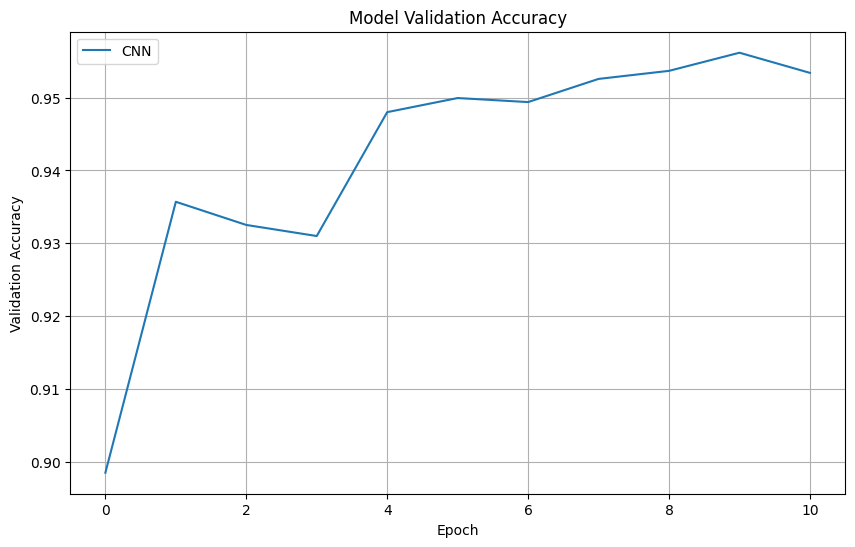 Model Validation Accuracy
CNN
Validation Accuracy
0.95
0.94
0.93
0.92
0.91
0.90
0 2 4 6 8 10
Epoch